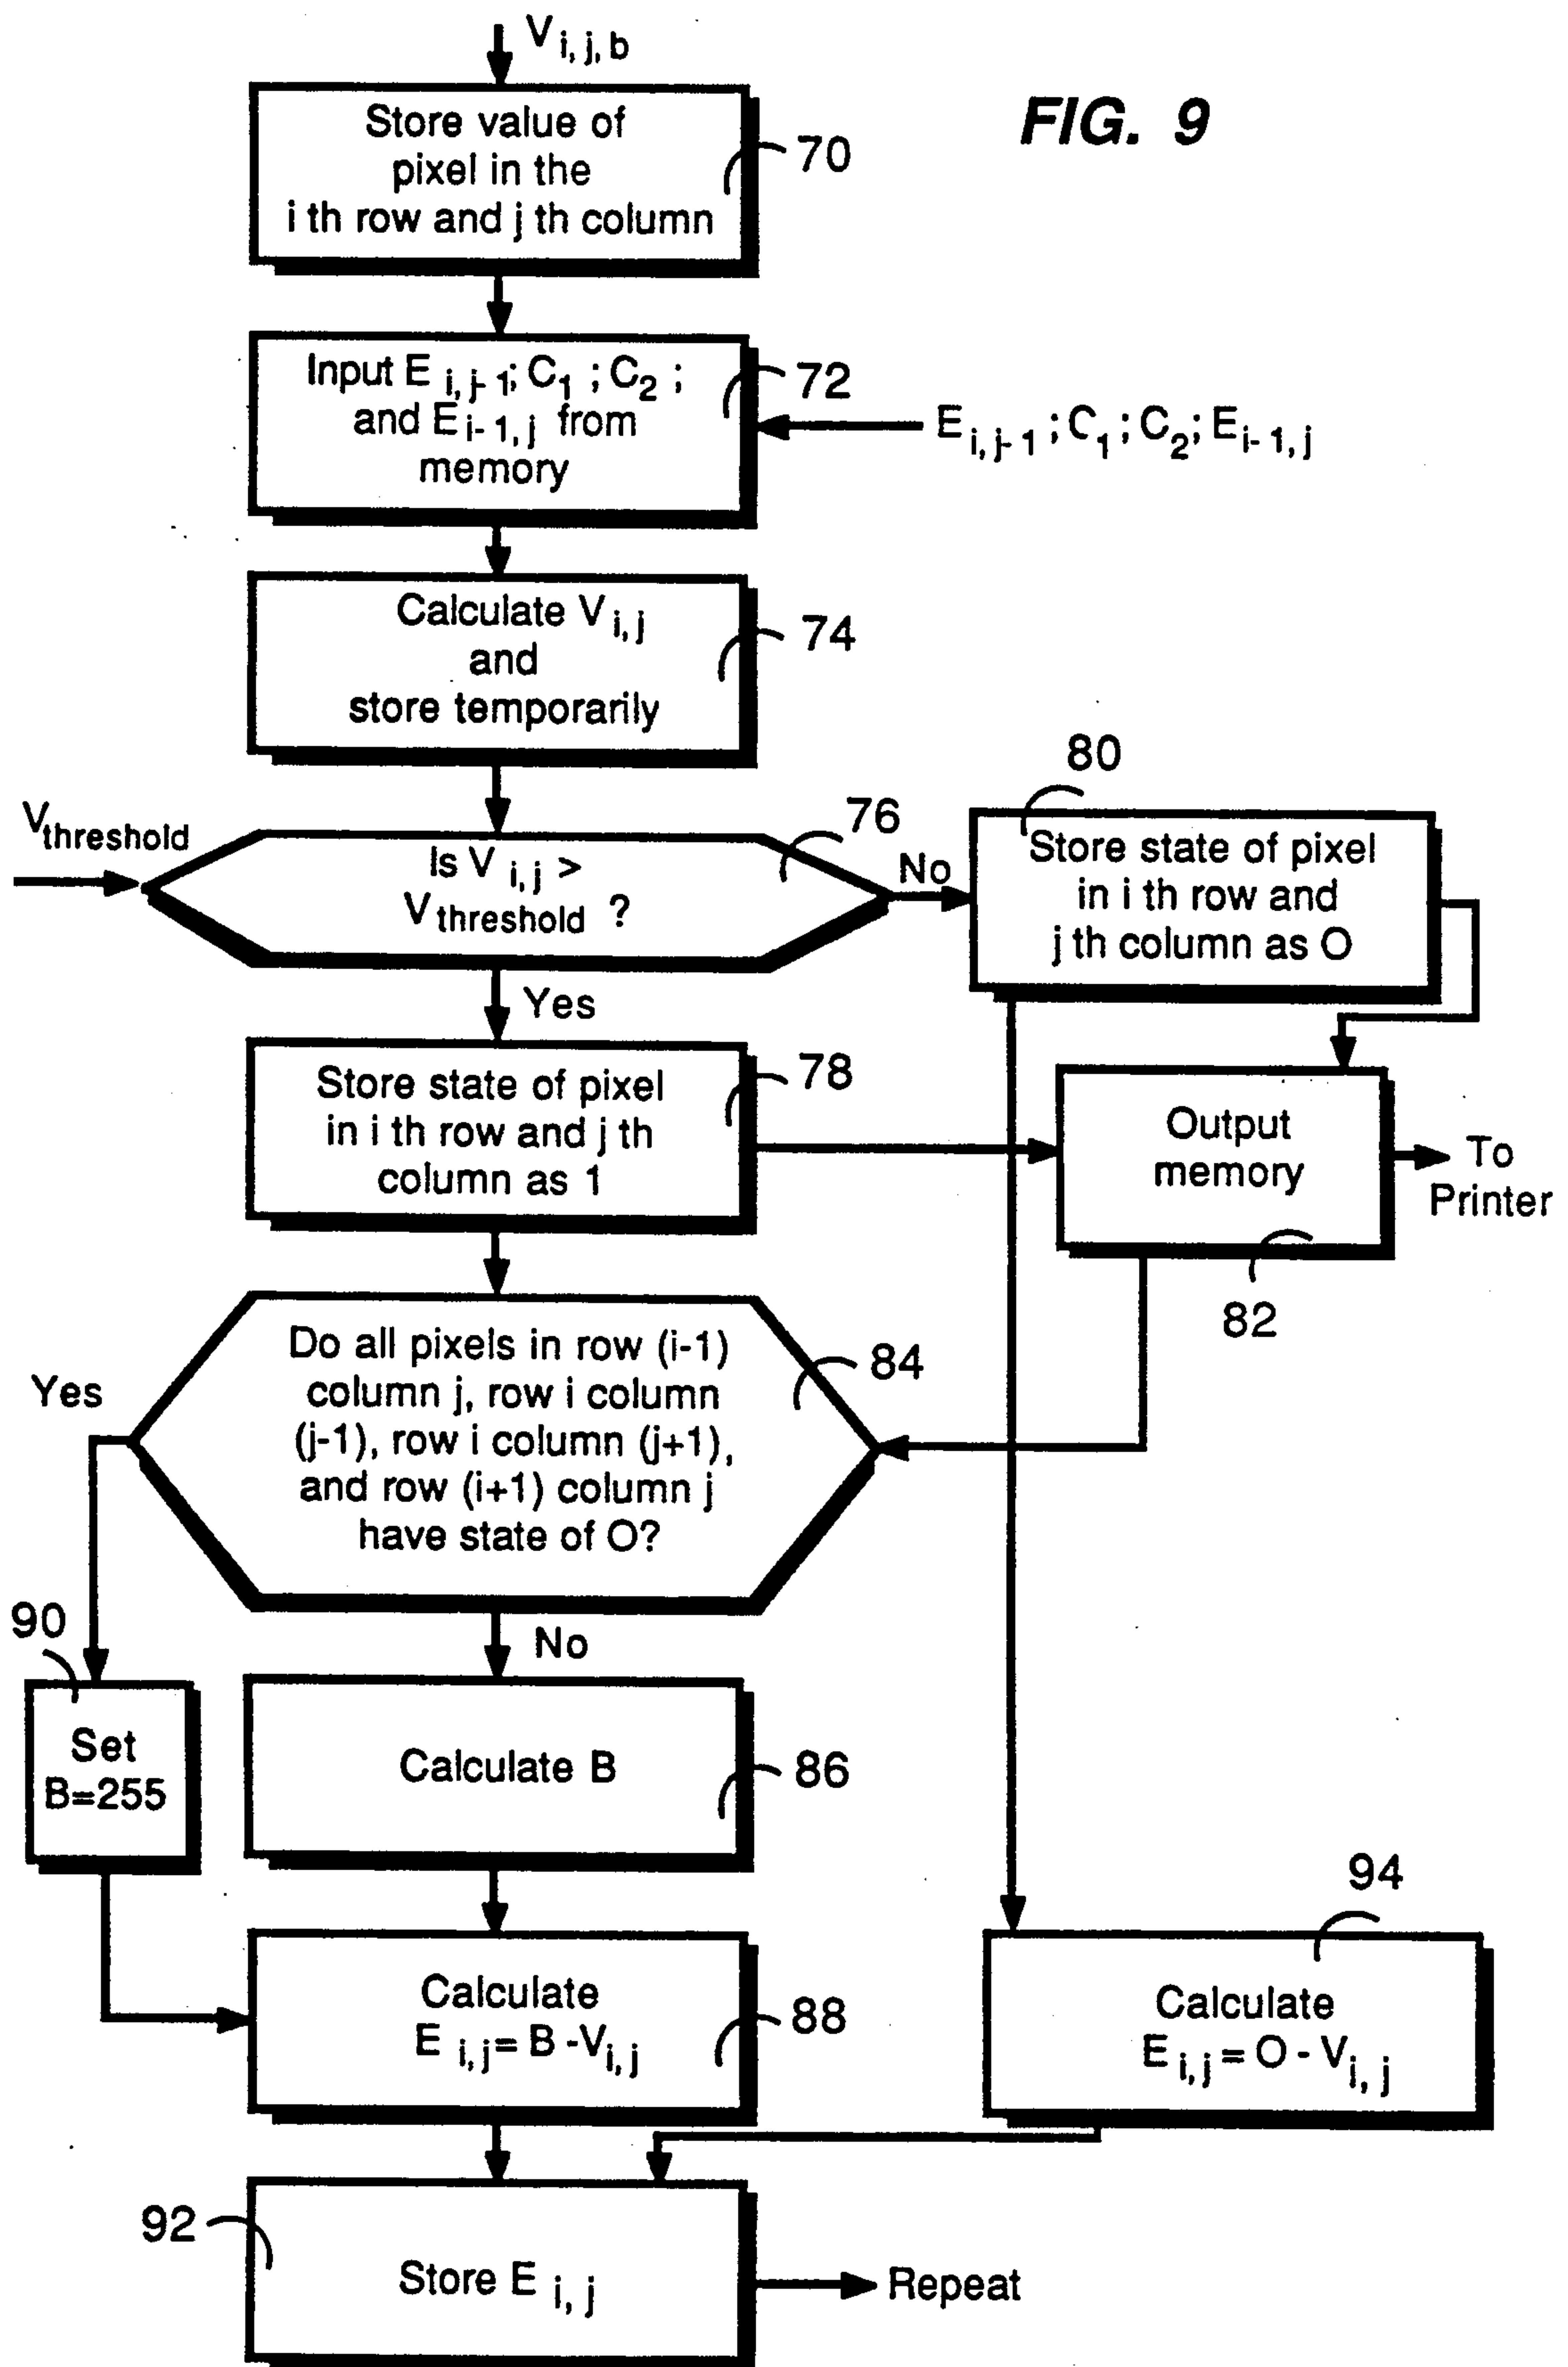 V i, j, b
FIG. 9
Store value of
pixel in the
i th row and j th column
70
Input E i, j-1; C1 ; C2 ;
and E i-1, j from
memory
72
E i, j-1 ; C1 ; C2; E i-1, j
Calculate V i, j
and
store temporarily
74
Vthreshold
Is V i, j >
Vthreshold ?
76
No
80
Store state of pixel
in i th row and
j th column as O
Yes
Store state of pixel
in i th row and j th
column as 1
78
Output
memory
82
To
Printer
Do all pixels in row (i-1)
column j, row i column
(j-1), row i column (j+1),
and row (i+1) column j
have state of O?
84
Yes
No
90
Set
B=255
Calculate B
86
Calculate
E i, j = B -V i, j
88
94
Calculate
E i, j = O - V i, j
92
Store E i, j
Repeat